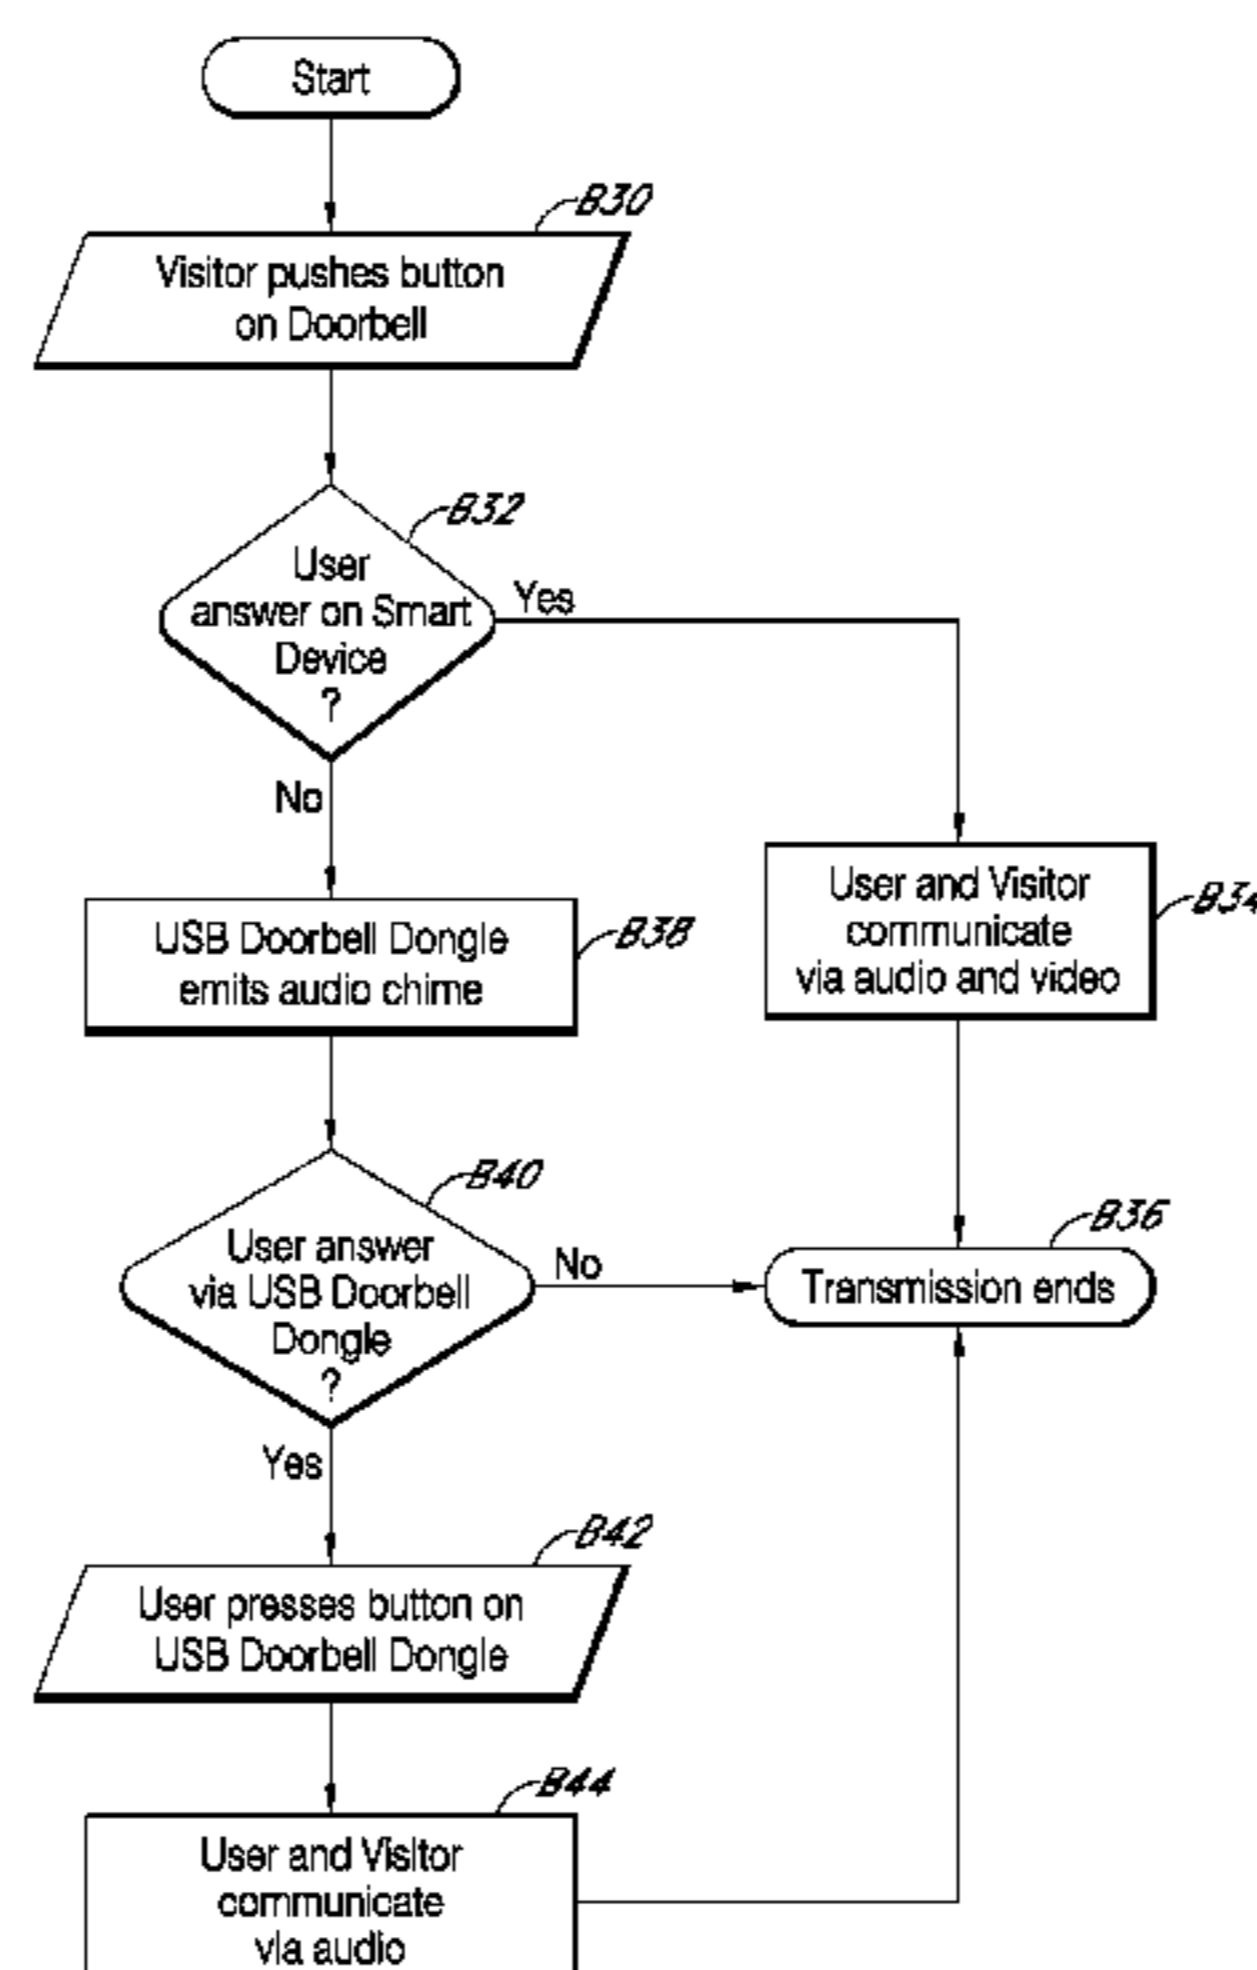 Start
B30
Visitor pushes button
on Doorbell
B32
User
answer on Smart
Device
?
Yes
No
User and Visitor
communicate
via audio and video
B34
USB Doorbell Dongle
emits audio chime
B38
B40
User answer
via USB Doorbell
Dongle
?
No
B36
Transmission ends
Yes
B42
User presses button on
USB Doorbell Dongle
B44
User and Visitor
communicate
via audio